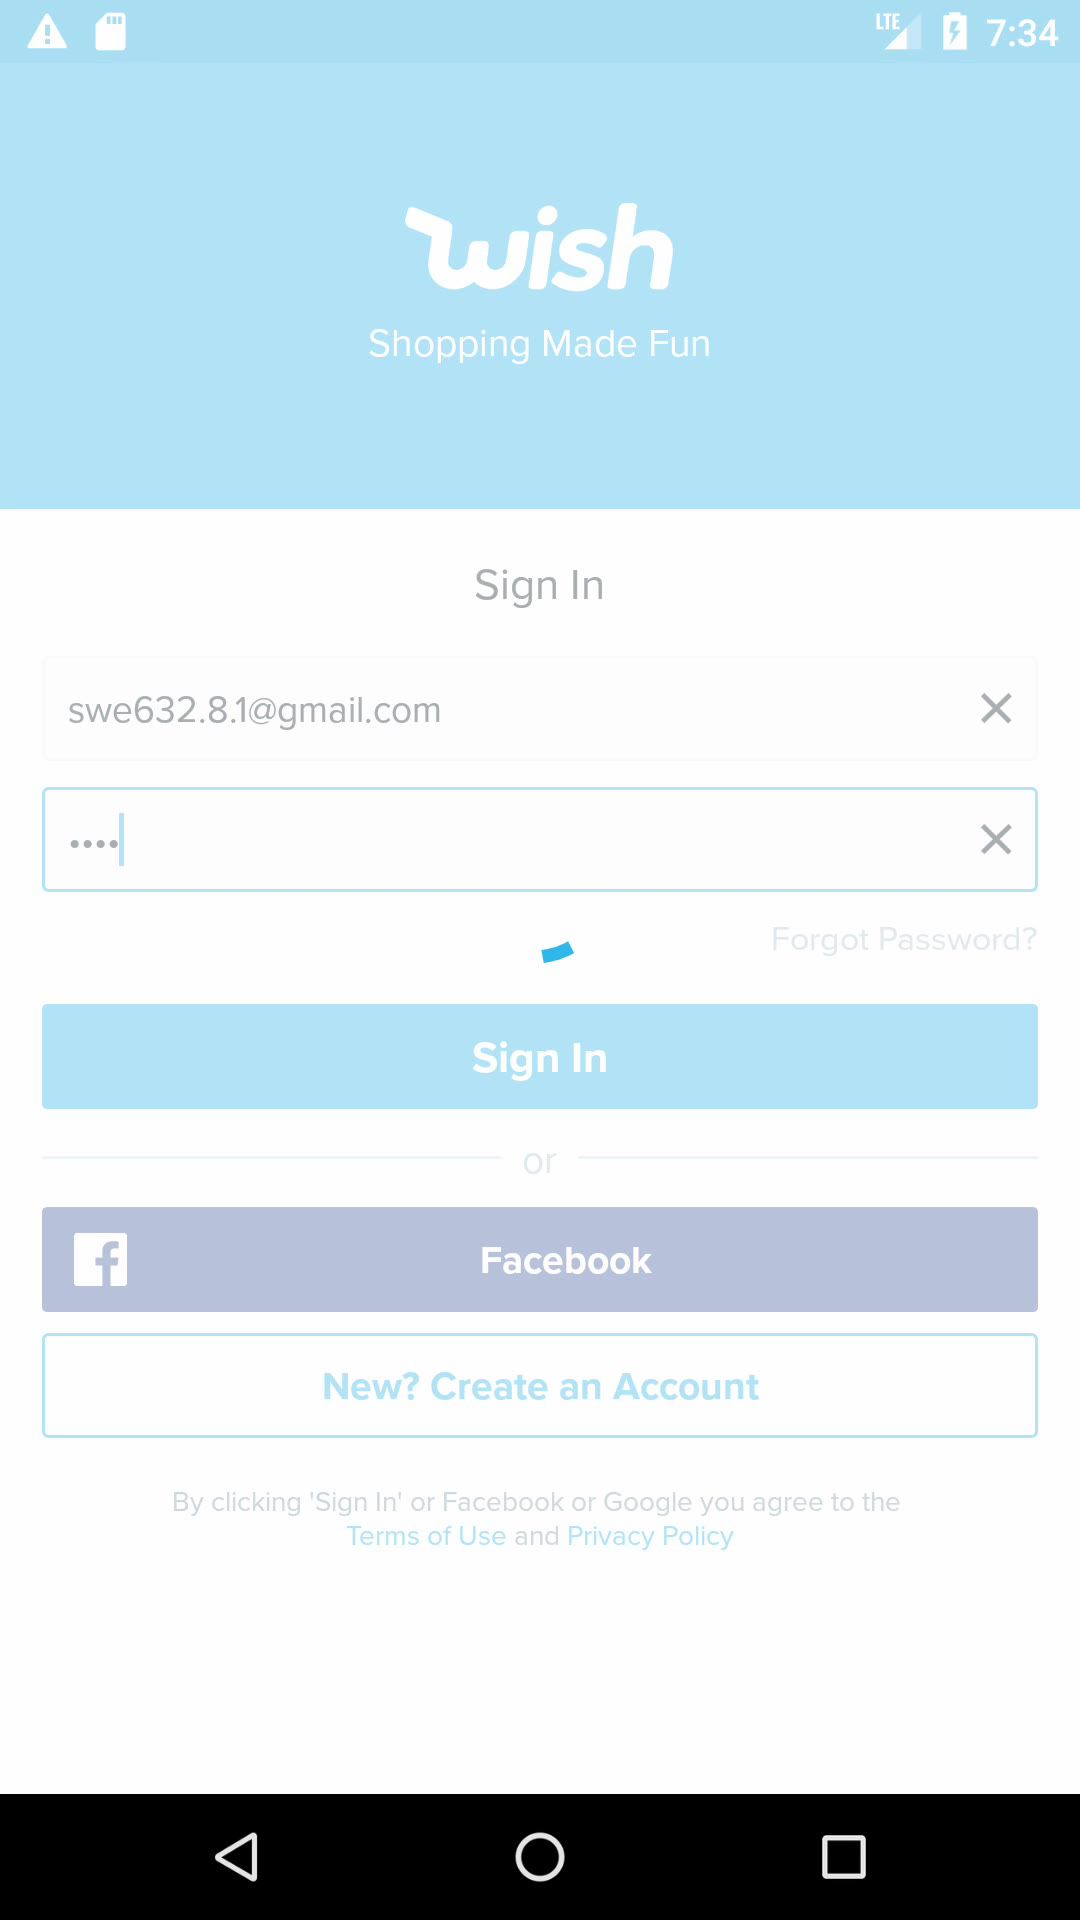 LTE 7:34
wish
Shopping Made Fun
Sign In
swe632.8.1@gmail.com
••••
Forgot Password?
Sign In
or
Facebook
New? Create an Account
By clicking 'Sign In' or Facebook or Google you agree to the
Terms of Use and Privacy Policy